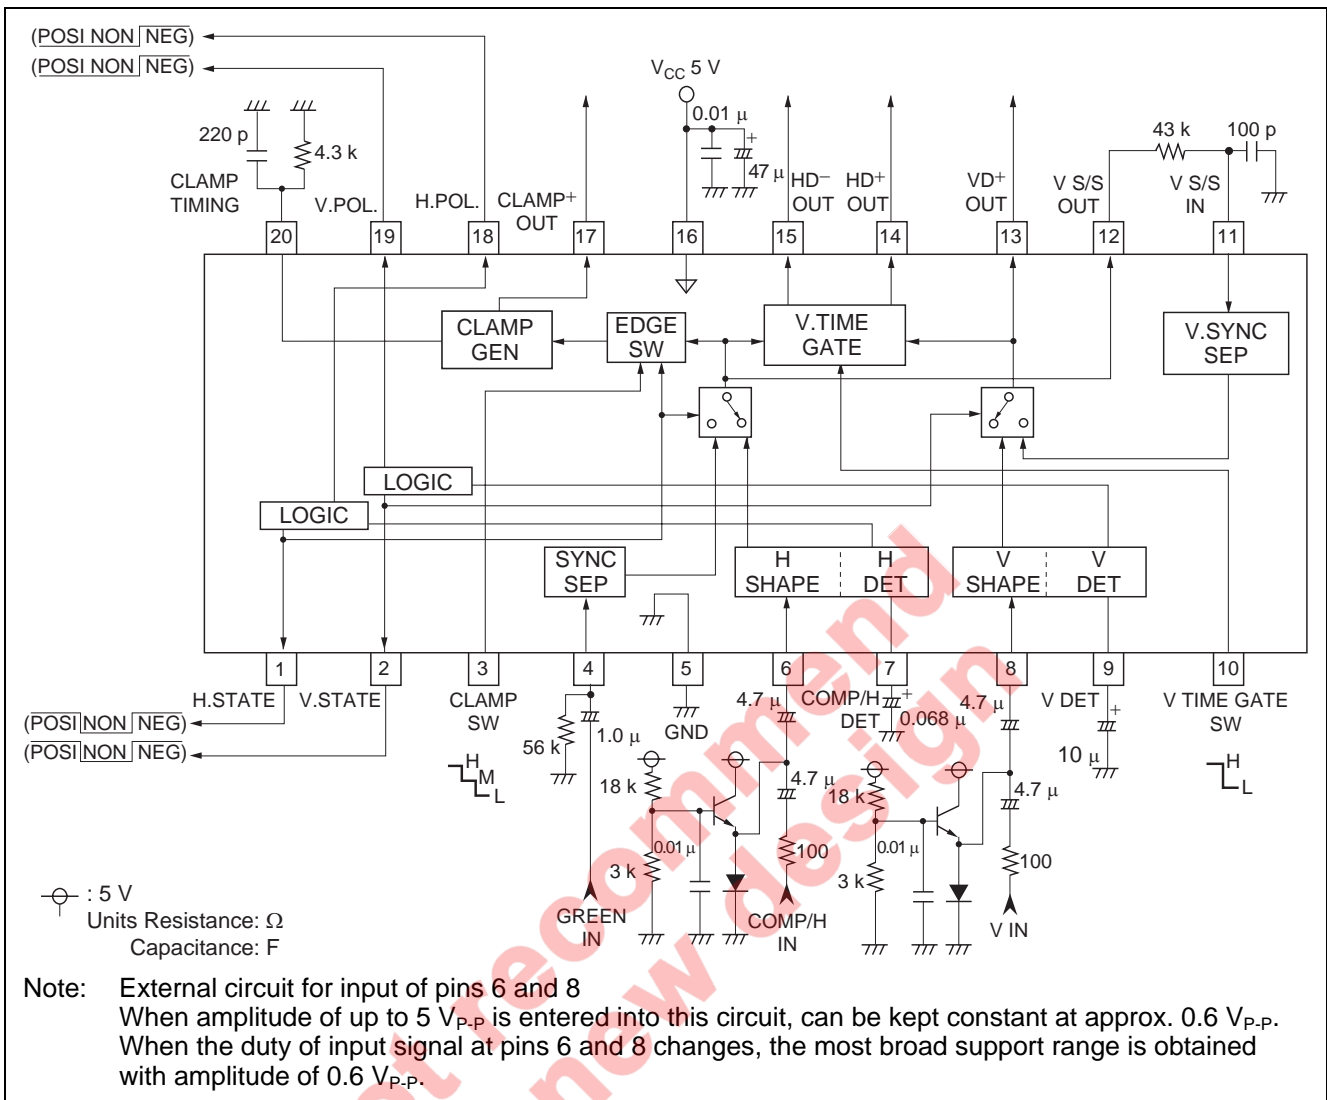 (POSI NON NEG)
(POSI NON NEG)
VCC 5 V
0.01 μ
+
47 μ
220 p
4.3 k
43 k
100 p
CLAMP
TIMING
V.POL.
H.POL.
CLAMP+
OUT
HD−
OUT
HD+
OUT
VD+
OUT
V S/S
OUT
V S/S
IN
20
19
18
17
16
15
14
13
12
11
CLAMP
GEN
EDGE
SW
V.TIME
GATE
V.SYNC
SEP
LOGIC
LOGIC
SYNC
SEP
H
SHAPE
H
DET
V
SHAPE
V
DET
1
2
3
4
5
6
7
8
9
10
H.STATE
V.STATE
CLAMP
SW
GND
COMP/H
DET
V DET
V TIME GATE
SW
(POSI NON NEG)
(POSI NON NEG)
H
M
L
56 k
1.0 μ
4.7 μ
+
0.068 μ
4.7 μ
+
10 μ
H
L
18 k
4.7 μ
18 k
4.7 μ
0.01 μ
3 k
100
0.01 μ
3 k
100
GREEN
IN
COMP/H
IN
V IN
: 5 V
Units Resistance: Ω
Capacitance: F
Note: External circuit for input of pins 6 and 8
When amplitude of up to 5 VP-P is entered into this circuit, can be kept constant at approx. 0.6 VP-P.
When the duty of input signal at pins 6 and 8 changes, the most broad support range is obtained
with amplitude of 0.6 VP-P.
ot recommend
new design